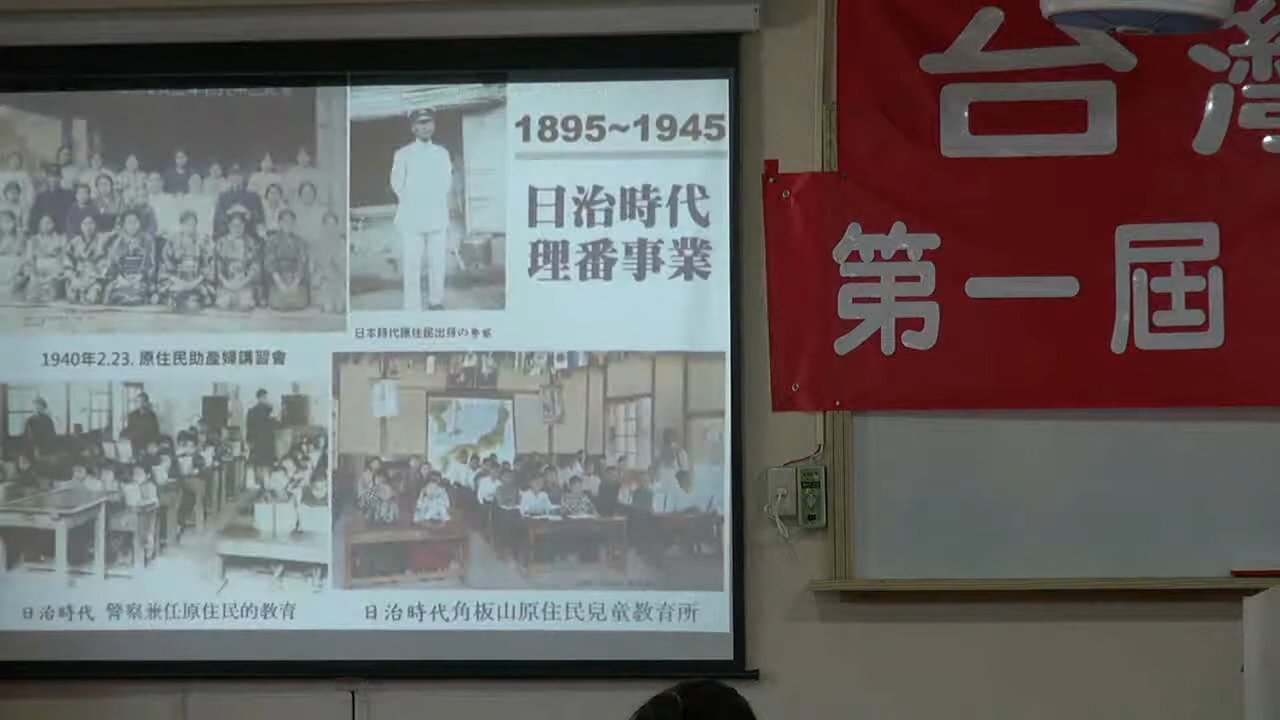 1895~1945
日治時代
理番事業
日本時代原住民出身の警察
1940年2.23. 原住民助產婦講習會
日治時代 警察兼任原住民的教育
日治時代角板山原住民兒童教育所
台灣
第一屆